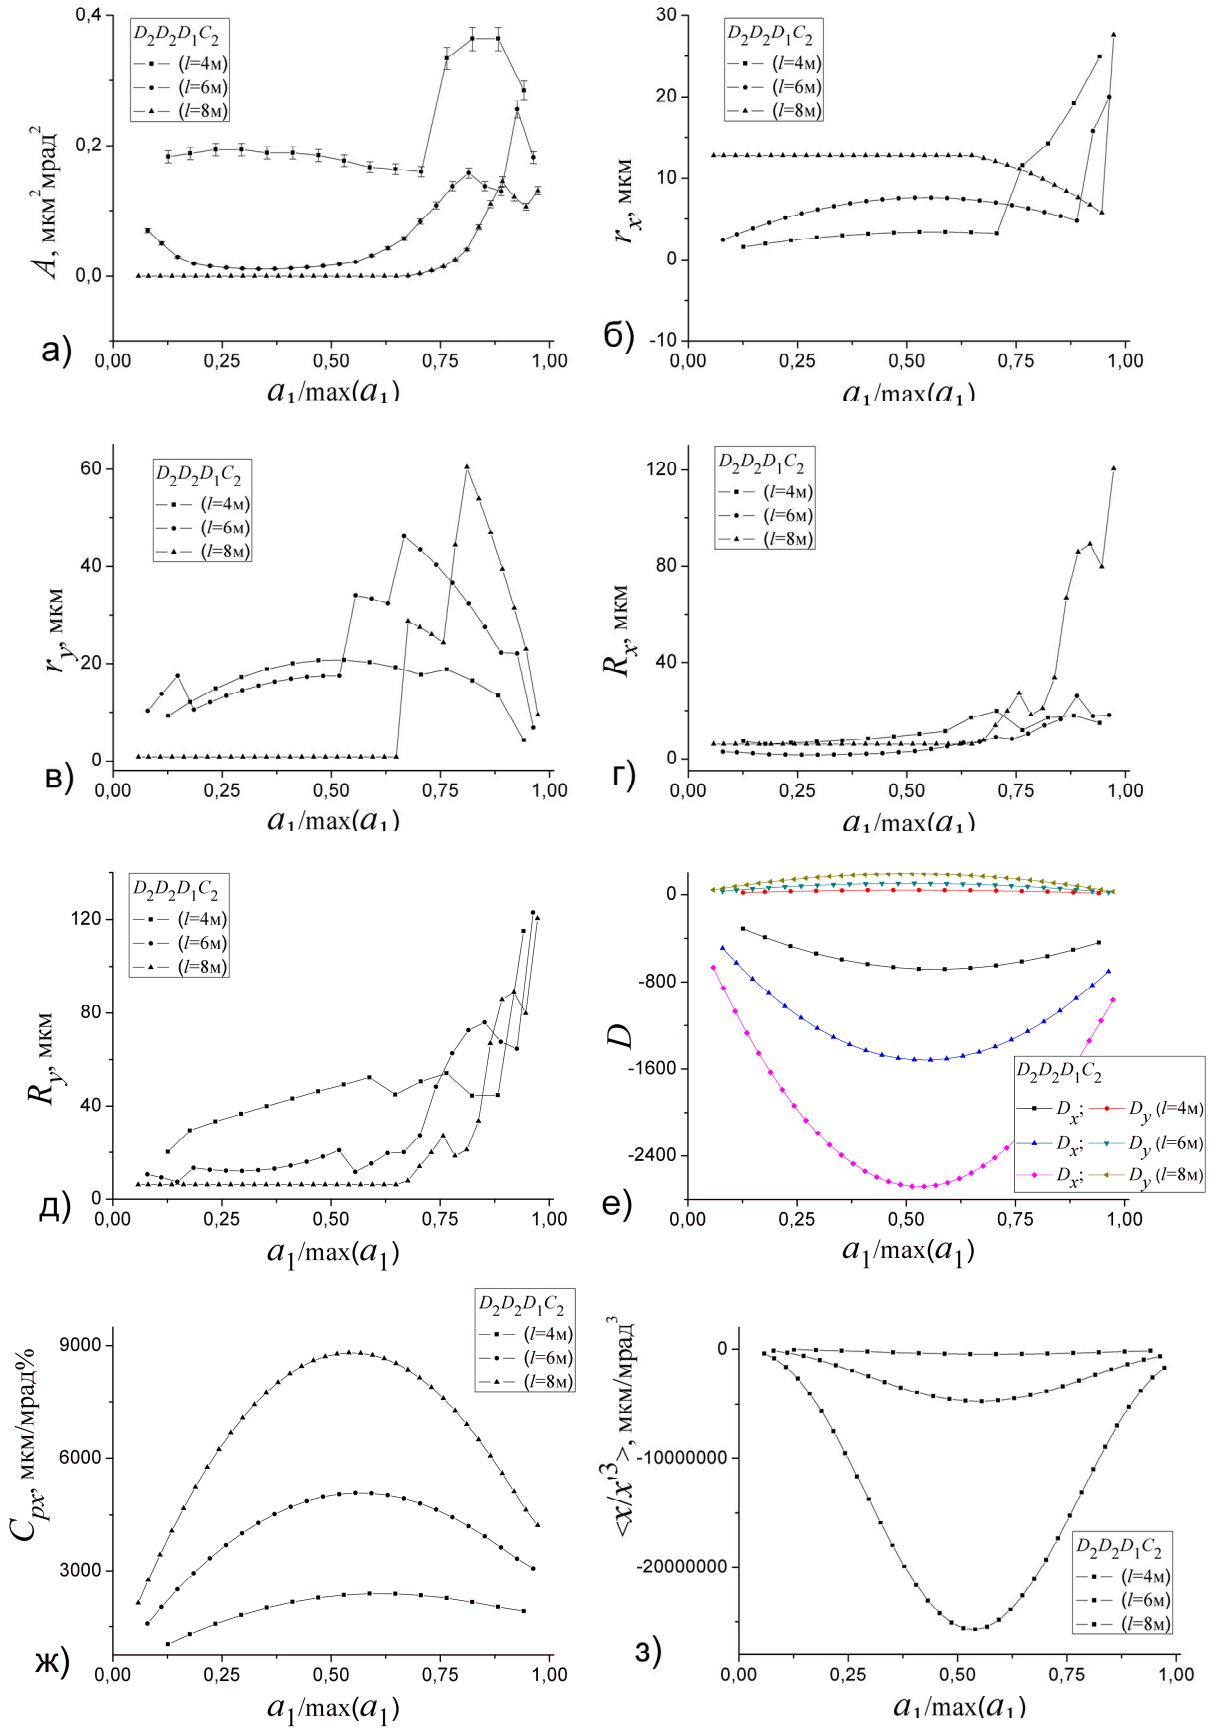 0,4
0,2
0,0
A, мкм² мрад²
D₂D₂D₁C₂
(l=4м)
(l=6м)
(l=8м)
0,00 0,25 0,50 0,75 1,00
a₁/max(a₁)
а)
30
20
10
0
-10
rₓ, мкм
D₂D₂D₁C₂
(l=4м)
(l=6м)
(l=8м)
0,00 0,25 0,50 0,75 1,00
a₁/max(a₁)
б)
60
40
20
0
r_y, мкм
D₂D₂D₁C₂
(l=4м)
(l=6м)
(l=8м)
0,00 0,25 0,50 0,75 1,00
a₁/max(a₁)
в)
120
80
40
0
Rₓ, мкм
D₂D₂D₁C₂
(l=4м)
(l=6м)
(l=8м)
0,00 0,25 0,50 0,75 1,00
a₁/max(a₁)
г)
120
80
40
0
R_y, мкм
D₂D₂D₁C₂
(l=4м)
(l=6м)
(l=8м)
0,00 0,25 0,50 0,75 1,00
a₁/max(a₁)
д)
0
-800
-1600
-2400
D
D₂D₂D₁C₂
Dₓ; D_y (l=4м)
Dₓ; D_y (l=6м)
Dₓ; D_y (l=8м)
0,00 0,25 0,50 0,75 1,00
a₁/max(a₁)
е)
9000
6000
3000
C_px, мкм/мрад%
D₂D₂D₁C₂
(l=4м)
(l=6м)
(l=8м)
0,00 0,25 0,50 0,75 1,00
a₁/max(a₁)
ж)
0
-10000000
-20000000
<x/x'³>, мкм/мрад³
D₂D₂D₁C₂
(l=4м)
(l=6м)
(l=8м)
0,00 0,25 0,50 0,75 1,00
a₁/max(a₁)
з)